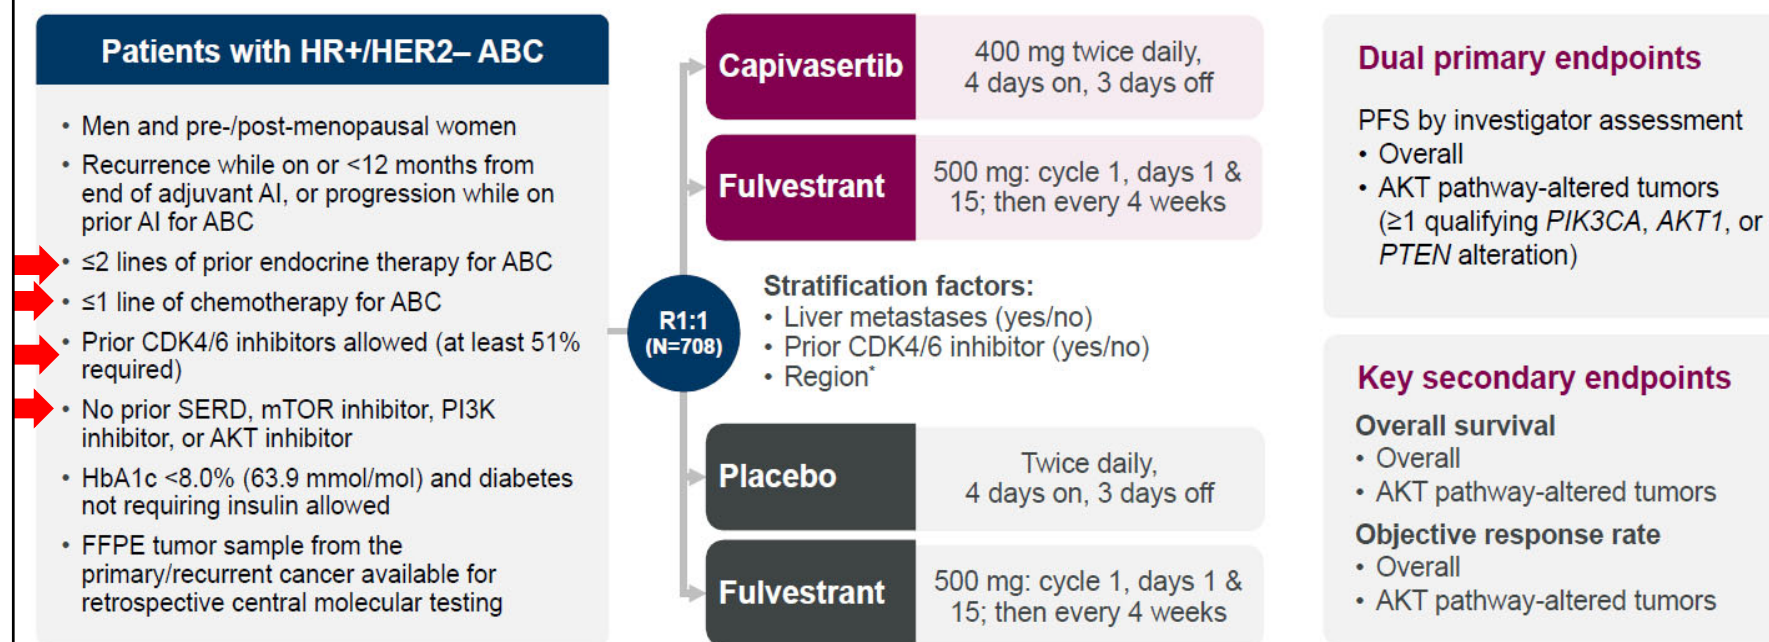 Patients with HR+/HER2– ABC
• Men and pre-/post-menopausal women
• Recurrence while on or <12 months from
end of adjuvant AI, or progression while on
prior AI for ABC
• ≤2 lines of prior endocrine therapy for ABC
• ≤1 line of chemotherapy for ABC
• Prior CDK4/6 inhibitors allowed (at least 51%
required)
• No prior SERD, mTOR inhibitor, PI3K
inhibitor, or AKT inhibitor
• HbA1c <8.0% (63.9 mmol/mol) and diabetes
not requiring insulin allowed
• FFPE tumor sample from the
primary/recurrent cancer available for
retrospective central molecular testing
R1:1
(N=708)
Capivasertib
400 mg twice daily,
4 days on, 3 days off
Fulvestrant
500 mg: cycle 1, days 1 &
15; then every 4 weeks
Stratification factors:
• Liver metastases (yes/no)
• Prior CDK4/6 inhibitor (yes/no)
• Region*
Placebo
Twice daily,
4 days on, 3 days off
Fulvestrant
500 mg: cycle 1, days 1 &
15; then every 4 weeks
Dual primary endpoints
PFS by investigator assessment
• Overall
• AKT pathway-altered tumors
(≥1 qualifying PIK3CA, AKT1, or
PTEN alteration)
Key secondary endpoints
Overall survival
• Overall
• AKT pathway-altered tumors
Objective response rate
• Overall
• AKT pathway-altered tumors